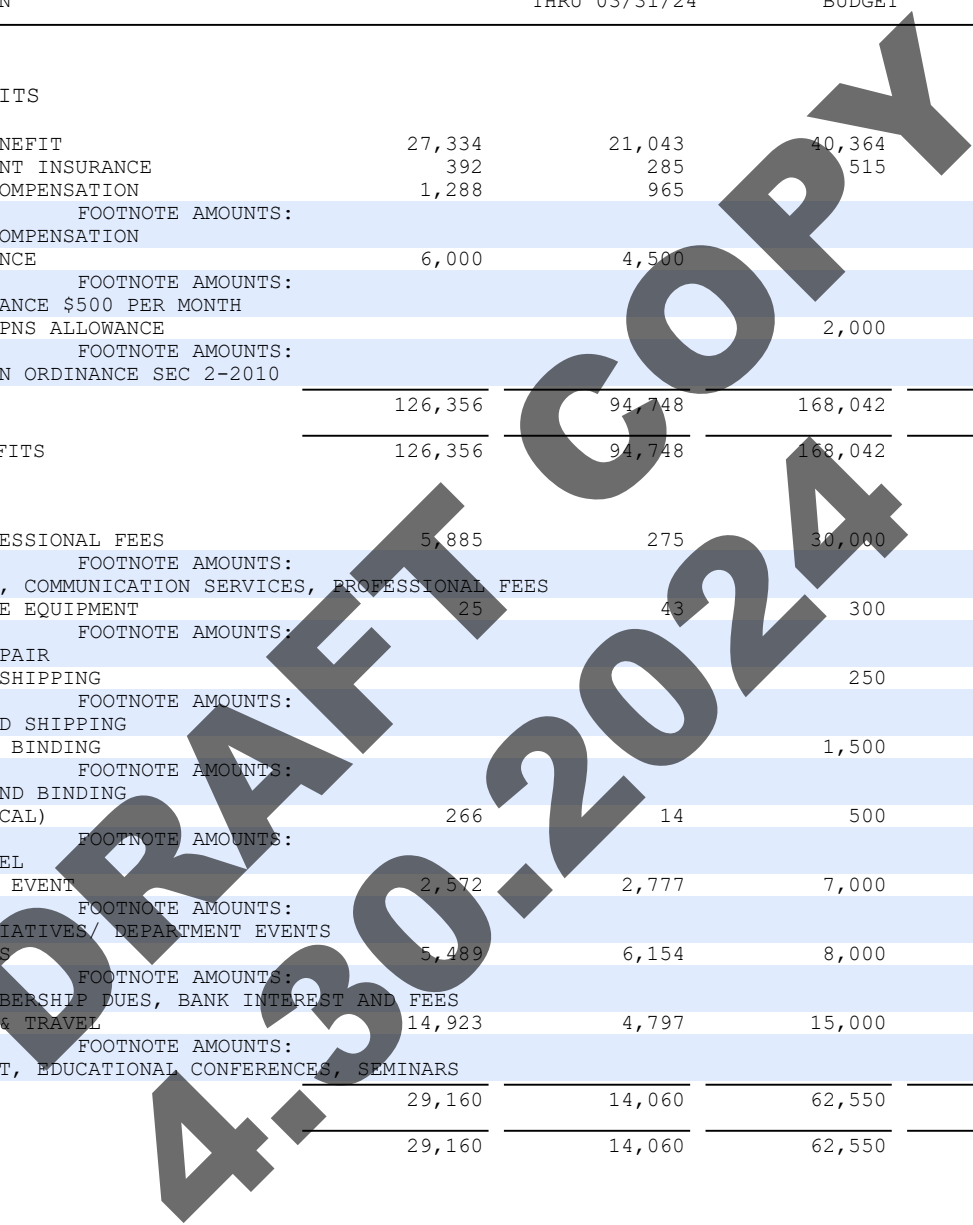 N THRU 03/31/24 BUDGET
ITS
NEFIT 27,334 21,043 40,364
NT INSURANCE 392 285 515
OMPENSATION 1,288 965
FOOTNOTE AMOUNTS:
OMPENSATION
NCE 6,000 4,500
FOOTNOTE AMOUNTS:
ANCE $500 PER MONTH
PNS ALLOWANCE 2,000
FOOTNOTE AMOUNTS:
N ORDINANCE SEC 2-2010
126,356 94,748 168,042
FITS 126,356 94,748 168,042
ESSIONAL FEES 5,885 275 30,000
FOOTNOTE AMOUNTS:
, COMMUNICATION SERVICES, PROFESSIONAL FEES
E EQUIPMENT 25 43 300
FOOTNOTE AMOUNTS:
PAIR
SHIPPING 250
FOOTNOTE AMOUNTS:
D SHIPPING
BINDING 1,500
FOOTNOTE AMOUNTS:
ND BINDING
CAL) 266 14 500
FOOTNOTE AMOUNTS:
EL
EVENT 2,572 2,777 7,000
FOOTNOTE AMOUNTS:
IATIVES/ DEPARTMENT EVENTS
S 5,489 6,154 8,000
FOOTNOTE AMOUNTS:
BERSHIP DUES, BANK INTEREST AND FEES
& TRAVEL 14,923 4,797 15,000
FOOTNOTE AMOUNTS:
T, EDUCATIONAL CONFERENCES, SEMINARS
29,160 14,060 62,550
29,160 14,060 62,550
DRAFT COPY
4.30.2024